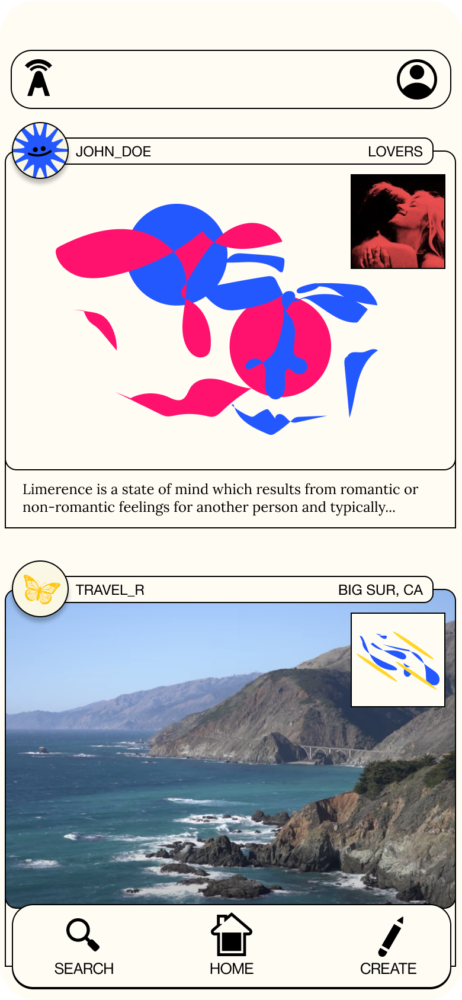 JOHN_DOE
LOVERS
Limerence is a state of mind which results from romantic or
non-romantic feelings for another person and typically...
TRAVEL_R
BIG SUR, CA
SEARCH
HOME
CREATE